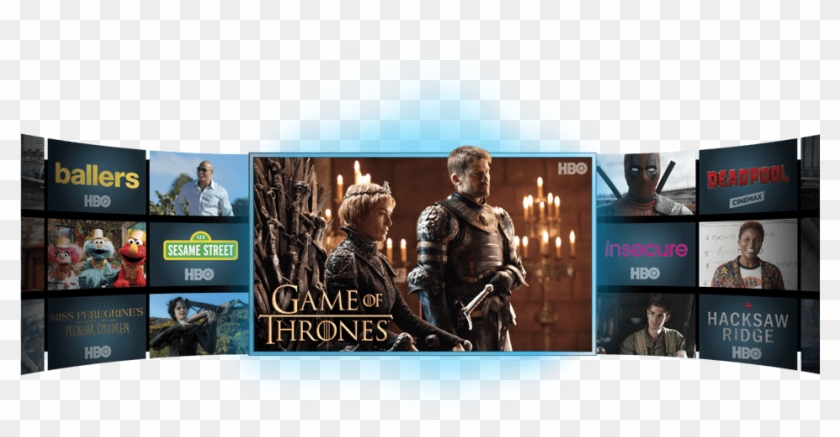 ballers
HBO
123
SESAME STREET
HBO
MISS PEREGRINE'S
PECULIAR CHILDREN
HBO
HBO
GAME OF
THRONES
DEADPOOL
CINEMAX
insecure
HBO
HACKSAW
RIDGE
HBO